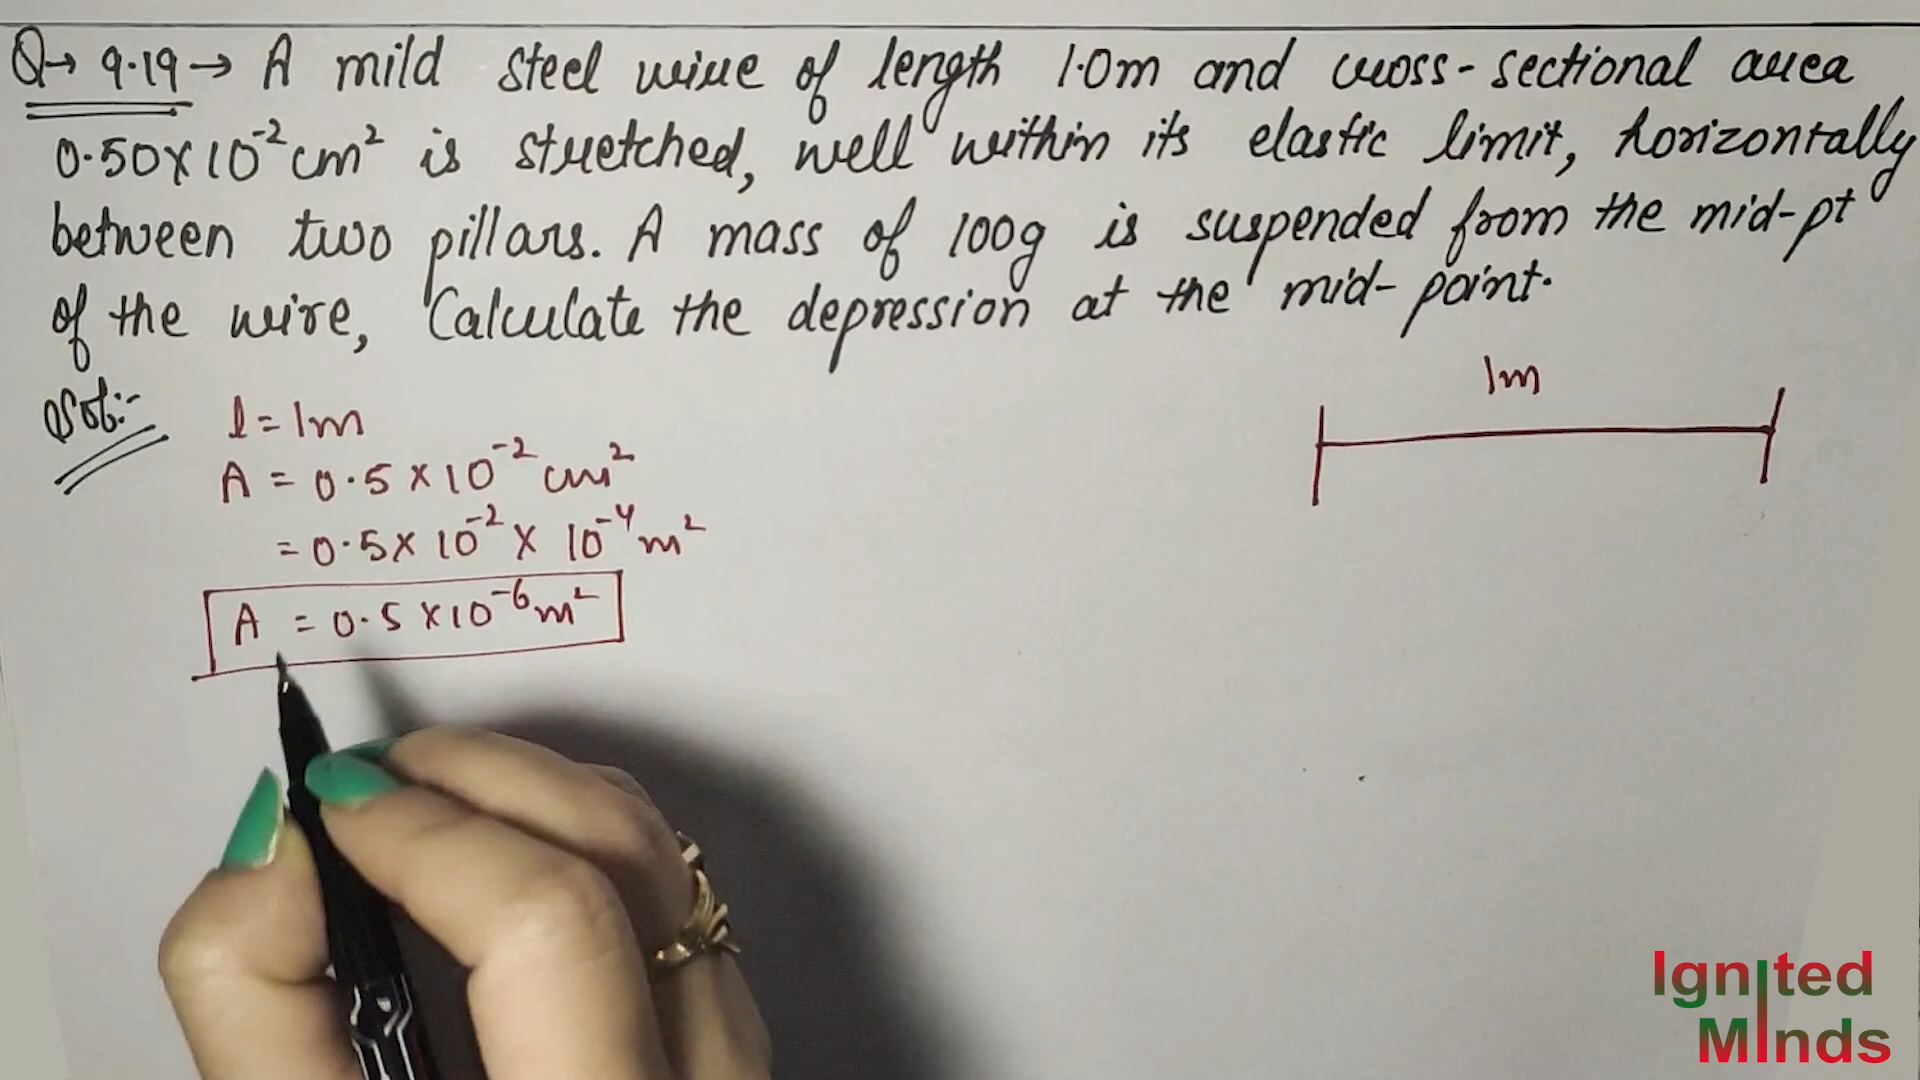 Q→ 9.19 → A mild steel wire of length 1.0m and cross-sectional area
0.50×10⁻²cm² is stretched, well within its elastic limit, horizontally
between two pillars. A mass of 100g is suspended from the mid-pt
of the wire, Calculate the depression at the mid-point.
Sol:-
l = 1m
A = 0.5 × 10⁻² cm²
= 0.5 × 10⁻² × 10⁻⁴ m²
A = 0.5 × 10⁻⁶ m²
1m
Ignited
Minds